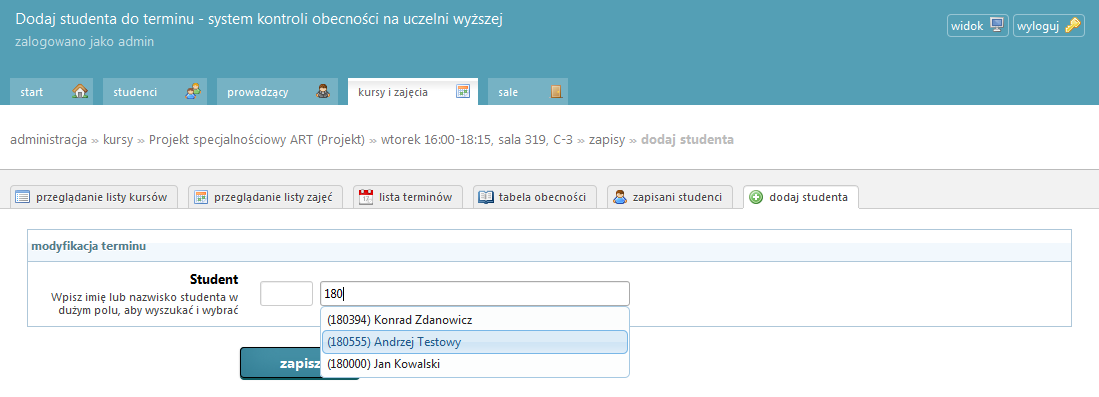 Dodaj studenta do terminu - system kontroli obecności na uczelni wyższej
zalogowano jako admin
widok
wyloguj
start
studenci
prowadzący
kursy i zajęcia
sale
administracja » kursy » Projekt specjalnościowy ART (Projekt) » wtorek 16:00-18:15, sala 319, C-3 » zapisy » dodaj studenta
przeglądanie listy kursów
przeglądanie listy zajęć
lista terminów
tabela obecności
zapisani studenci
dodaj studenta
modyfikacja terminu
Student
Wpisz imię lub nazwisko studenta w
dużym polu, aby wyszukać i wybrać
180
(180394) Konrad Zdanowicz
(180555) Andrzej Testowy
(180000) Jan Kowalski
zapisz